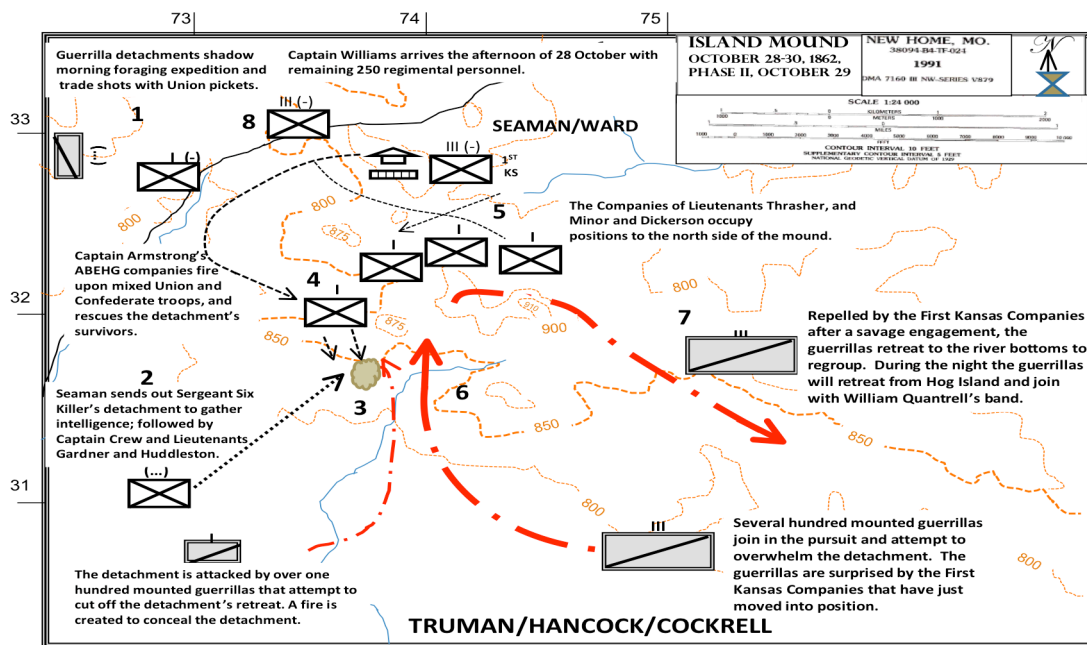 73
74
75
Guerrilla detachments shadow
morning foraging expedition and
trade shots with Union pickets.
Captain Williams arrives the afternoon of 28 October with
remaining 250 regimental personnel.
ISLAND MOUND
OCTOBER 28-30, 1862,
PHASE II, OCTOBER 29
NEW HOME, MO.
38094-B4-TF-024
1991
DMA 7160 III NW-SERIES V879
N
SCALE 1:24 000
KILOMETERS
METERS
MILES
FEET
CONTOUR INTERVAL 10 FEET
SUPPLEMENTARY CONTOUR INTERVAL 5 FEET
NATIONAL GEODETIC VERTICAL DATUM OF 1929
33
1
(...)
I (-)
8
III (-)
SEAMAN/WARD
III (-)
1ST
KS
800
800
875
5
I
I
I
The Companies of Lieutenants Thrasher, and
Minor and Dickerson occupy
positions to the north side of the mound.
Captain Armstrong's
ABEHG companies fire
upon mixed Union and
Confederate troops, and
rescues the detachment's
survivors.
32
4
I
850
875
910
900
800
7
III
Repelled by the First Kansas Companies
after a savage engagement, the
guerrillas retreat to the river bottoms to
regroup. During the night the guerrillas
will retreat from Hog Island and join
with William Quantrell's band.
2
Seaman sends out Sergeant Six
Killer's detachment to gather
intelligence; followed by
Captain Crew and Lieutenants
Gardner and Huddleston.
3
6
850
850
31
(...)
800
I
III
The detachment is attacked by over one
hundred mounted guerrillas that attempt to
cut off the detachment's retreat. A fire is
created to conceal the detachment.
Several hundred mounted guerrillas
join in the pursuit and attempt to
overwhelm the detachment. The
guerrillas are surprised by the First
Kansas Companies that have just
moved into position.
800
TRUMAN/HANCOCK/COCKRELL